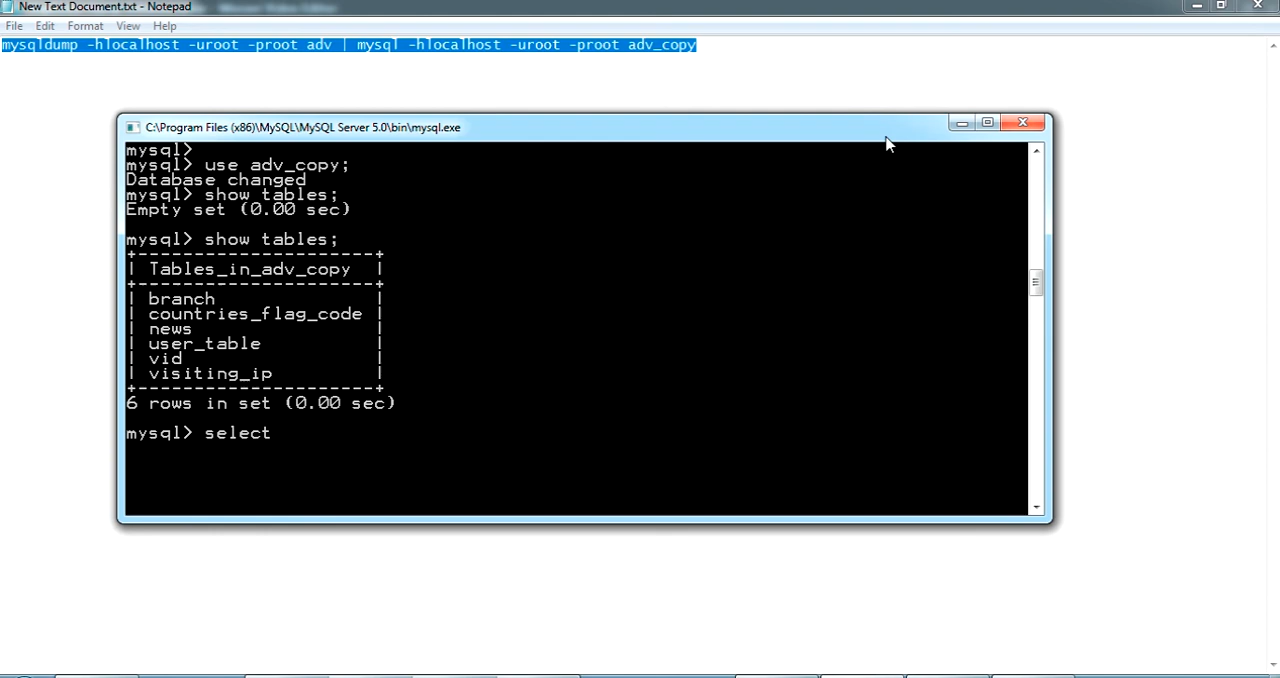 New Text Document.txt - Notepad
File Edit Format View Help
mysqldump -hlocalhost -uroot -proot adv | mysql -hlocalhost -uroot -proot adv_copy
C:\Program Files (x86)\MySQL\MySQL Server 5.0\bin\mysql.exe
mysql>
mysql> use adv_copy;
Database changed
mysql> show tables;
Empty set (0.00 sec)
mysql> show tables;
+----------------------+
| Tables_in_adv_copy |
+----------------------+
| branch |
| countries_flag_code |
| news |
| user_table |
| vid |
| visiting_ip |
+----------------------+
6 rows in set (0.00 sec)
mysql> select